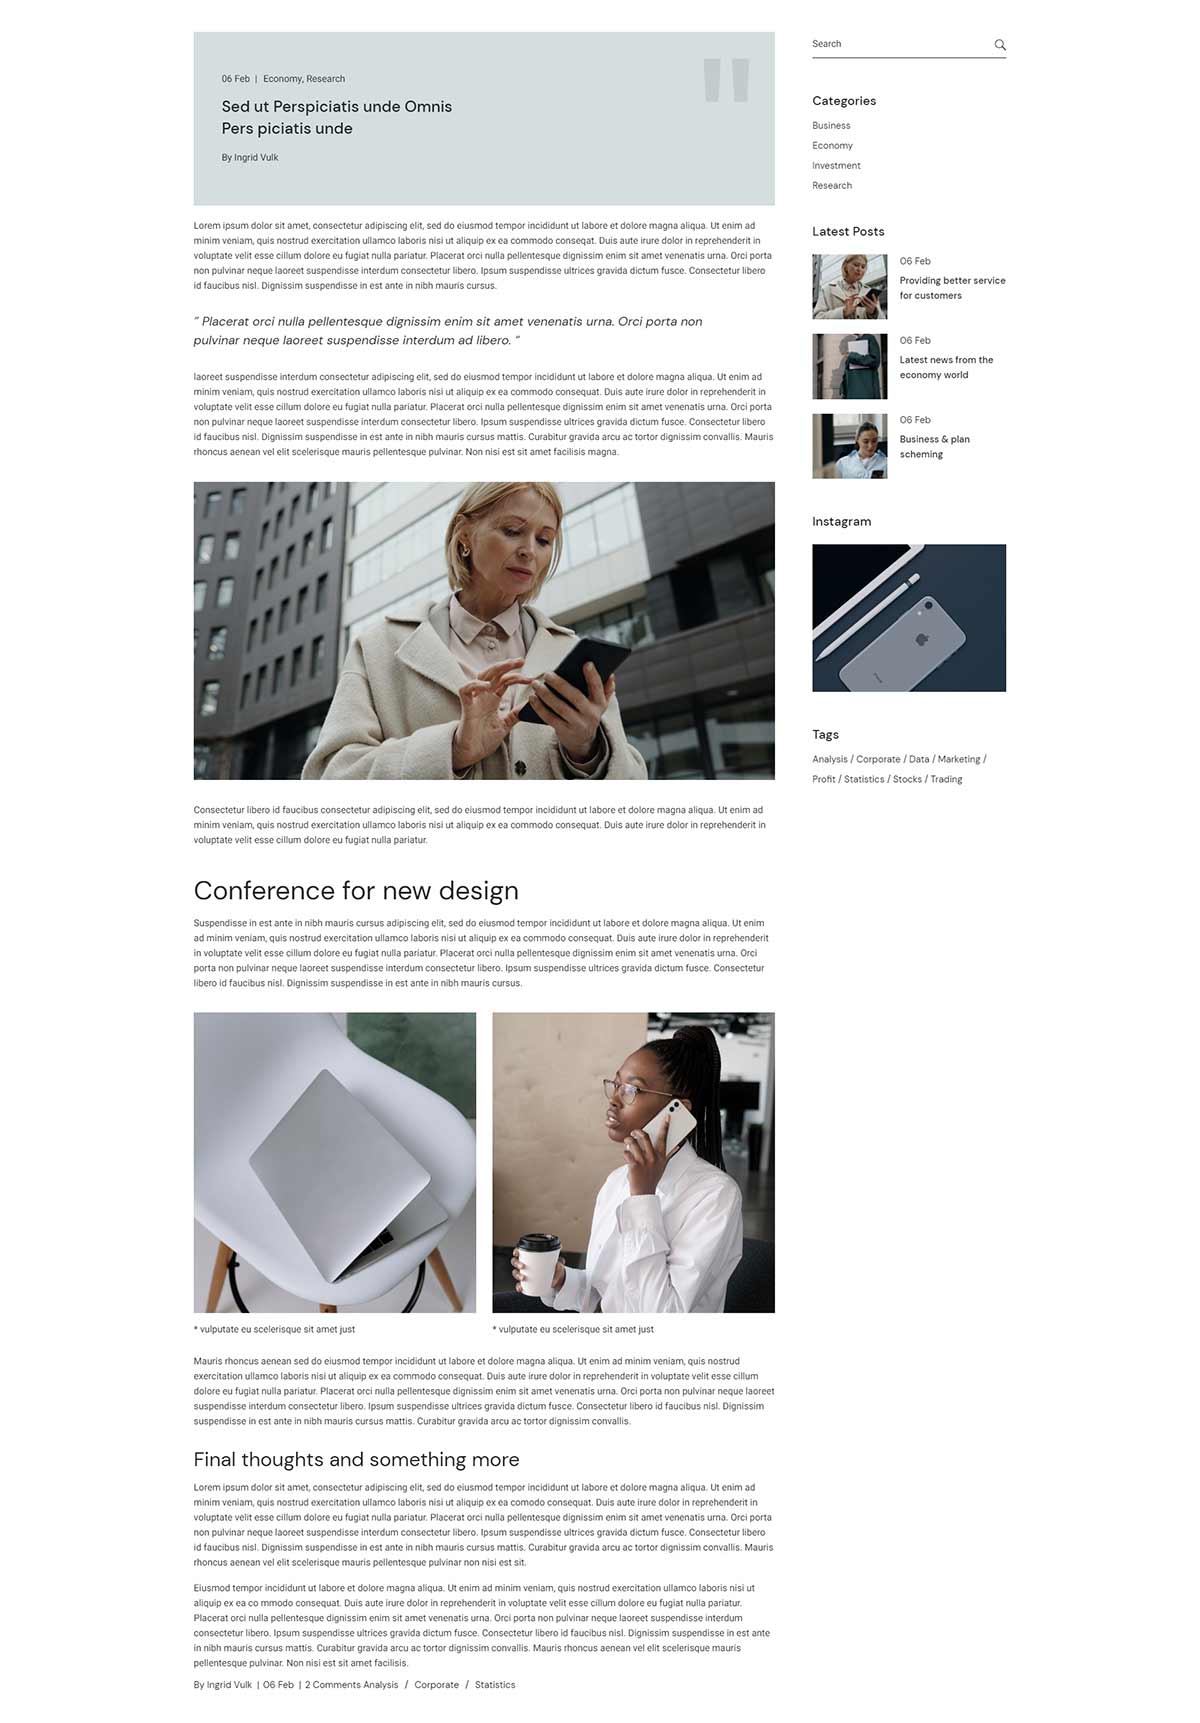 06 Feb | Economy, Research
Sed ut Perspiciatis unde Omnis
Pers piciatis unde
By Ingrid Vulk
Lorem ipsum dolor sit amet, consectetur adipiscing elit, sed do eiusmod tempor incididunt ut labore et dolore magna aliqua. Ut enim ad
minim veniam, quis nostrud exercitation ullamco laboris nisi ut aliquip ex ea commodo conseqat. Duis aute irure dolor in reprehenderit in
voluptate velit esse cillum dolore eu fugiat nulla pariatur. Placerat orci nulla pellentesque dignissim enim sit amet venenatis urna. Orci porta
non pulvinar neque laoreet suspendisse interdum consectetur libero. Ipsum suspendisse ultrices gravida dictum fusce. Consectetur libero
id faucibus nisl. Dignissim suspendisse in est ante in nibh mauris cursus.
" Placerat orci nulla pellentesque dignissim enim sit amet venenatis urna. Orci porta non
pulvinar neque laoreet suspendisse interdum ad libero. "
laoreet suspendisse interdum consectetur adipiscing elit, sed do eiusmod tempor incididunt ut labore et dolore magna aliqua. Ut enim ad
minim veniam, quis nostrud exercitation ullamco laboris nisi ut aliquip ex ea commodo consequat. Duis aute irure dolor in reprehenderit in
voluptate velit esse cillum dolore eu fugiat nulla pariatur. Placerat orci nulla pellentesque dignissim enim sit amet venenatis urna. Orci porta
non pulvinar neque laoreet suspendisse interdum consectetur libero. Ipsum suspendisse ultrices gravida dictum fusce. Consectetur libero
id faucibus nisl. Dignissim suspendisse in est ante in nibh mauris cursus mattis. Curabitur gravida arcu ac tortor dignissim convallis. Mauris
rhoncus aenean vel elit scelerisque mauris pellentesque pulvinar. Non nisi est sit amet facilisis magna.
Consectetur libero id faucibus consectetur adipiscing elit, sed do eiusmod tempor incididunt ut labore et dolore magna aliqua. Ut enim ad
minim veniam, quis nostrud exercitation ullamco laboris nisi ut aliquip ex ea commodo consequat. Duis aute irure dolor in reprehenderit in
voluptate velit esse cillum dolore eu fugiat nulla pariatur.
Conference for new design
Suspendisse in est ante in nibh mauris cursus adipiscing elit, sed do eiusmod tempor incididunt ut labore et dolore magna aliqua. Ut enim
ad minim veniam, quis nostrud exercitation ullamco laboris nisi ut aliquip ex ea commodo consequat. Duis aute irure dolor in reprehenderit
in voluptate velit esse cillum dolore eu fugiat nulla pariatur. Placerat orci nulla pellentesque dignissim enim sit amet venenatis urna. Orci
porta non pulvinar neque laoreet suspendisse interdum consectetur libero. Ipsum suspendisse ultrices gravida dictum fusce. Consectetur
libero id faucibus nisl. Dignissim suspendisse in est ante in nibh mauris cursus.
* vulputate eu scelerisque sit amet just
* vulputate eu scelerisque sit amet just
Mauris rhoncus aenean sed do eiusmod tempor incididunt ut labore et dolore magna aliqua. Ut enim ad minim veniam, quis nostrud
exercitation ullamco laboris nisi ut aliquip ex ea commodo consequat. Duis aute irure dolor in reprehenderit in voluptate velit esse cillum
dolore eu fugiat nulla pariatur. Placerat orci nulla pellentesque dignissim enim sit amet venenatis urna. Orci porta non pulvinar neque laoreet
suspendisse interdum consectetur libero. Ipsum suspendisse ultrices gravida dictum fusce. Consectetur libero id faucibus nisl. Dignissim
suspendisse in est ante in nibh mauris cursus mattis. Curabitur gravida arcu ac tortor dignissim convallis.
Final thoughts and something more
Lorem ipsum dolor sit amet, consectetur adipiscing elit, sed do eiusmod tempor incididunt ut labore et dolore magna aliqua. Ut enim ad
minim veniam, quis nostrud exercitation ullamco laboris nisi ut aliquip ex ea comodo consequat. Duis aute irure dolor in reprehenderit in
voluptate velit esse cillum dolore eu fugiat nulla pariatur. Placerat orci nulla pellentesque dignissim enim sit amet venenatis urna. Orci porta
non pulvinar neque laoreet suspendisse interdum consectetur libero. Ipsum suspendisse ultrices gravida dictum fusce. Consectetur libero
id faucibus nisl. Dignissim suspendisse in est ante in nibh mauris cursus mattis. Curabitur gravida arcu ac tortor dignissim convallis. Mauris
rhoncus aenean vel elit scelerisque mauris pellentesque pulvinar non nisi est sit.
Eiusmod tempor incididunt ut labore et dolore magna aliqua. Ut enim ad minim veniam, quis nostrud exercitation ullamco laboris nisi ut
aliquip ex ea co mmodo consequat. Duis aute irure dolor in reprehenderit in voluptate velit esse cillum dolore eu fugiat nulla pariatur.
Placerat orci nulla pellentesque dignissim enim sit amet venenatis urna. Orci porta non pulvinar neque laoreet suspendisse interdum
consectetur libero. Ipsum suspendisse ultrices gravida dictum fusce. Consectetur libero id faucibus nisl. Dignissim suspendisse in est ante
in nibh mauris cursus mattis. Curabitur gravida arcu ac tortor dignissim convallis. Mauris rhoncus aenean vel elit scelerisque mauris
pellentesque pulvinar. Non nisi est sit amet facilisis.
By Ingrid Vulk | 06 Feb | 2 Comments Analysis / Corporate / Statistics
Search
Categories
Business
Economy
Investment
Research
Latest Posts
06 Feb
Providing better service
for customers
06 Feb
Latest news from the
economy world
06 Feb
Business & plan
scheming
Instagram
iPhone
Tags
Analysis / Corporate / Data / Marketing /
Profit / Statistics / Stocks / Trading